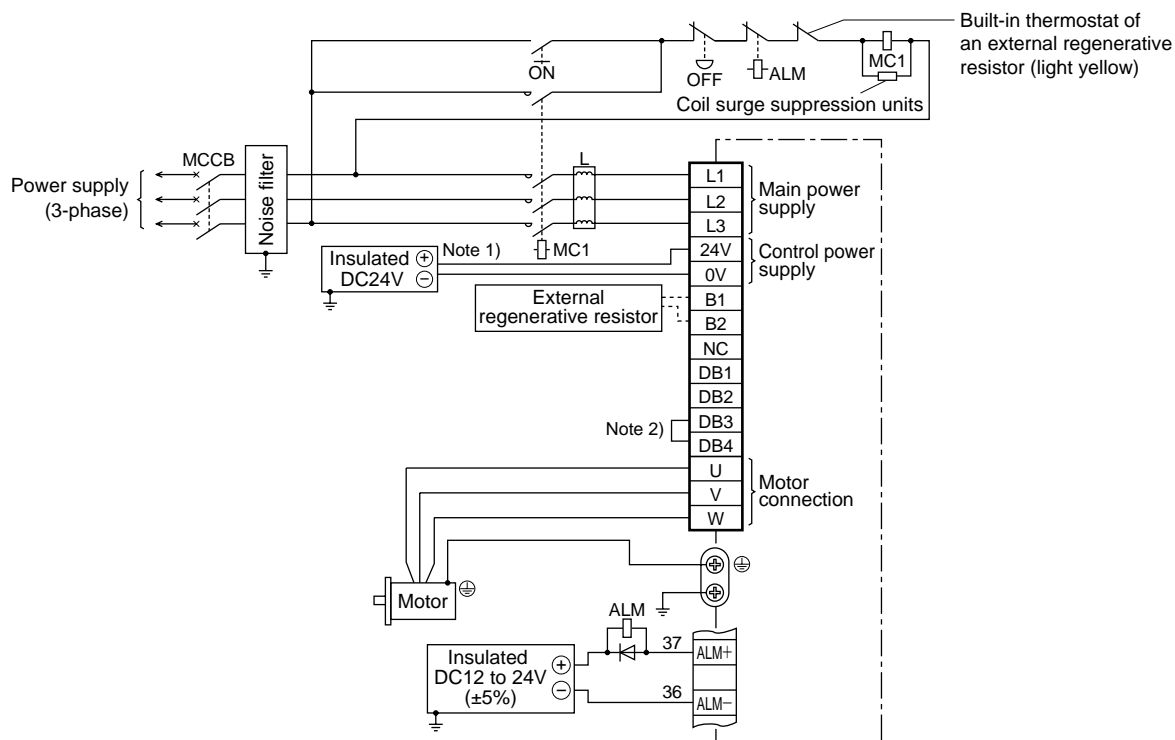 Built-in thermostat of
an external regenerative
resistor (light yellow)
ON
OFF
ALM
MC1
Coil surge suppression units
MCCB
Noise filter
L
Power supply
(3-phase)
L1
L2
L3
Main power
supply
Insulated
DC24V
+
−
Note 1)
MC1
24V
0V
Control power
supply
External
regenerative resistor
B1
B2
NC
DB1
DB2
Note 2)
DB3
DB4
U
V
W
Motor
connection
Motor
ALM
Insulated
DC12 to 24V
(±5%)
+
−
37
ALM+
36
ALM−